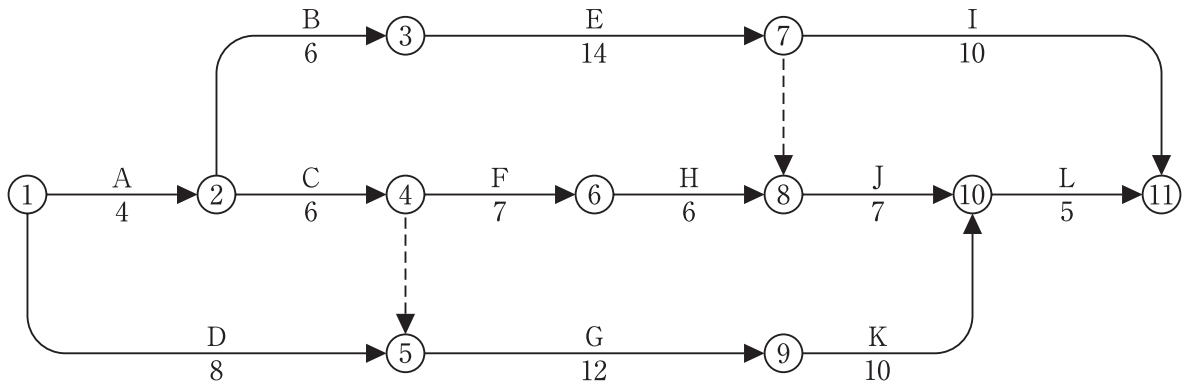 B E I
6 ③ 14 ⑦ 10
A C F H J L
① ② ④ ⑥ ⑧ ⑩ ⑪
4 6 7 6 7 5
D G K
⑤ ⑨
8 12 10